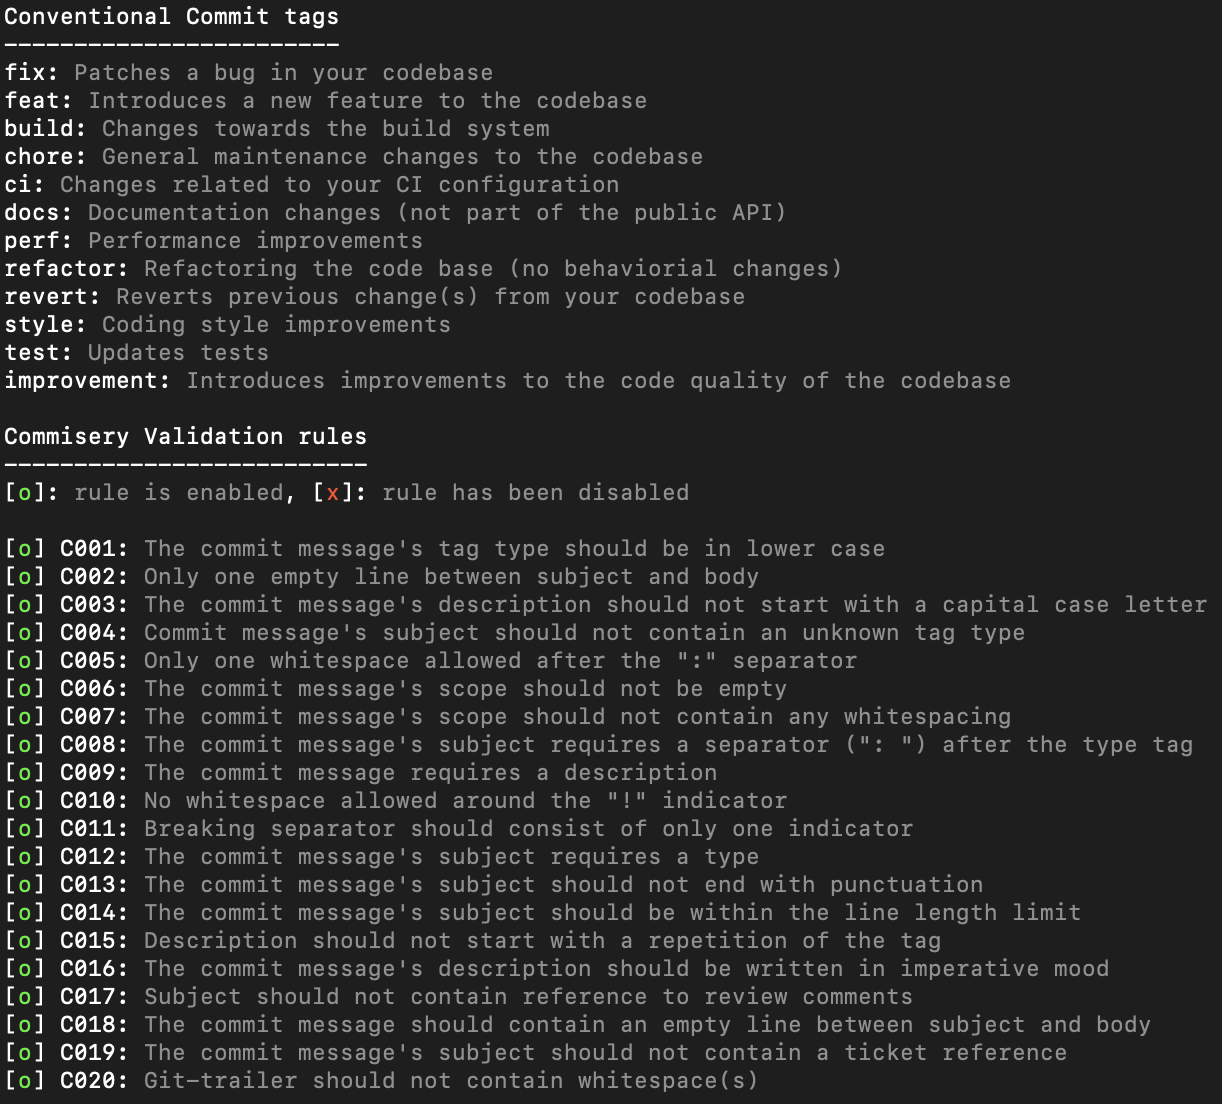 Conventional Commit tags
------------------------
fix: Patches a bug in your codebase
feat: Introduces a new feature to the codebase
build: Changes towards the build system
chore: General maintenance changes to the codebase
ci: Changes related to your CI configuration
docs: Documentation changes (not part of the public API)
perf: Performance improvements
refactor: Refactoring the code base (no behaviorial changes)
revert: Reverts previous change(s) from your codebase
style: Coding style improvements
test: Updates tests
improvement: Introduces improvements to the code quality of the codebase
Commisery Validation rules
--------------------------
[o]: rule is enabled, [x]: rule has been disabled
[o] C001: The commit message's tag type should be in lower case
[o] C002: Only one empty line between subject and body
[o] C003: The commit message's description should not start with a capital case letter
[o] C004: Commit message's subject should not contain an unknown tag type
[o] C005: Only one whitespace allowed after the ":" separator
[o] C006: The commit message's scope should not be empty
[o] C007: The commit message's scope should not contain any whitespacing
[o] C008: The commit message's subject requires a separator (": ") after the type tag
[o] C009: The commit message requires a description
[o] C010: No whitespace allowed around the "!" indicator
[o] C011: Breaking separator should consist of only one indicator
[o] C012: The commit message's subject requires a type
[o] C013: The commit message's subject should not end with punctuation
[o] C014: The commit message's subject should be within the line length limit
[o] C015: Description should not start with a repetition of the tag
[o] C016: The commit message's description should be written in imperative mood
[o] C017: Subject should not contain reference to review comments
[o] C018: The commit message should contain an empty line between subject and body
[o] C019: The commit message's subject should not contain a ticket reference
[o] C020: Git-trailer should not contain whitespace(s)